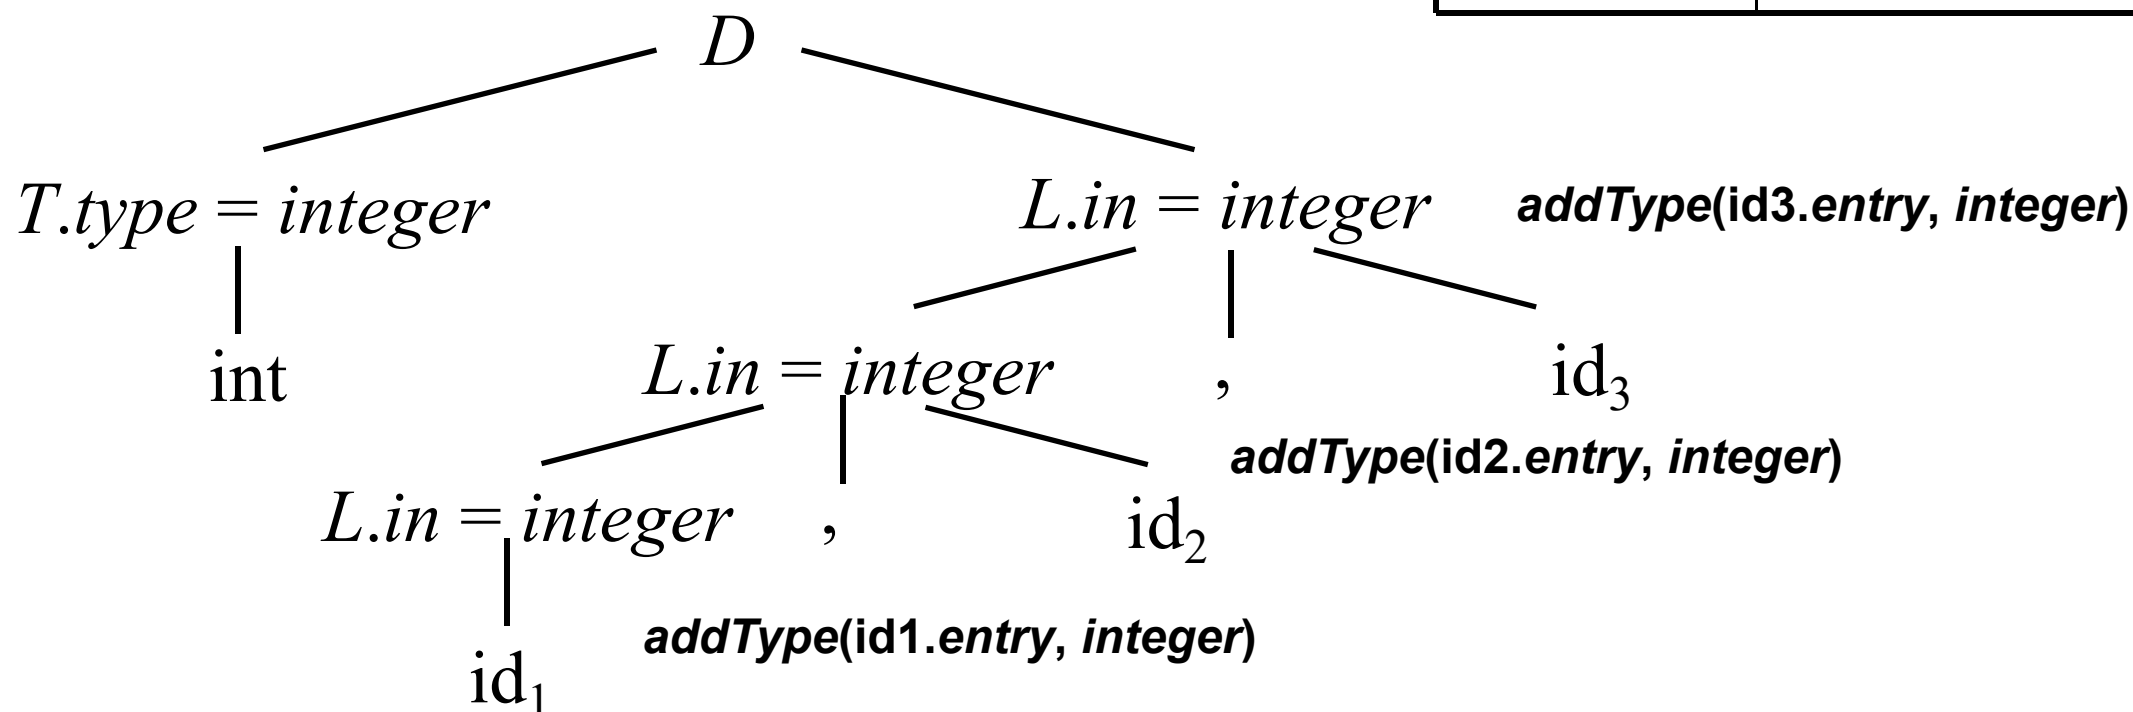 D
T.type = integer
L.in = integer addType(id3.entry, integer)
int
L.in = integer , id₃
addType(id2.entry, integer)
L.in = integer , id₂
addType(id1.entry, integer)
id₁